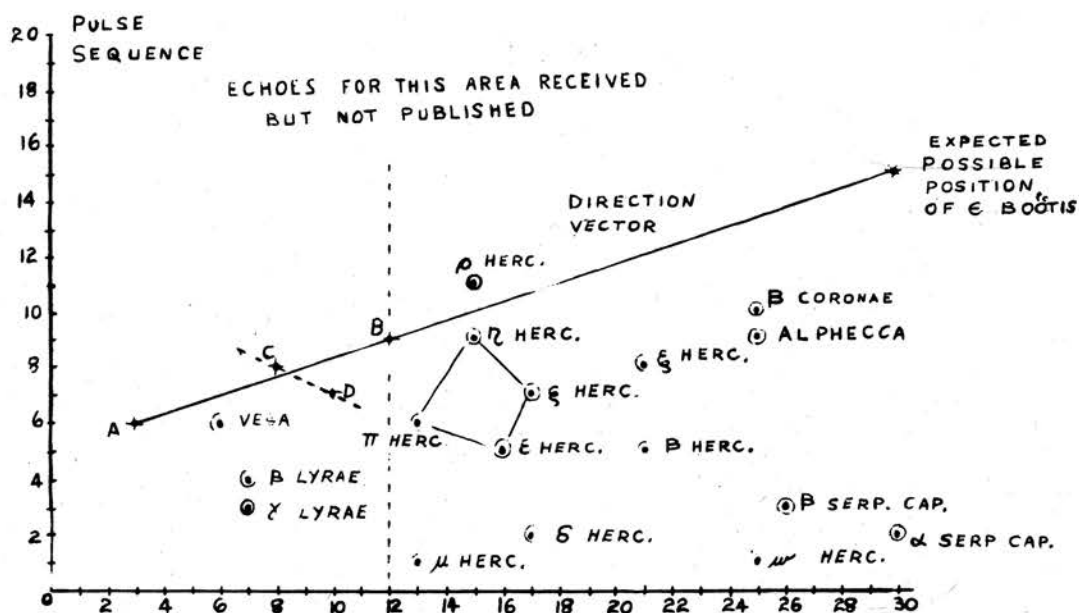 PULSE
SEQUENCE
20
18
16
14
12
10
8
6
4
2
0
ECHOES FOR THIS AREA RECEIVED
BUT NOT PUBLISHED
EXPECTED
POSSIBLE
POSITION
OF ε BOOTIS
DIRECTION
VECTOR
ρ HERC.
B
η HERC.
β CORONAE
ALPHECCA
C
ξ HERC.
D
ξ HERC.
A
VEGA
π HERC.
ε HERC.
β HERC.
β LYRAE
γ LYRAE
β SERP. CAP.
δ HERC.
α SERP CAP.
μ HERC.
w HERC.
0 2 4 6 8 10 12 14 16 18 20 22 24 26 28 30